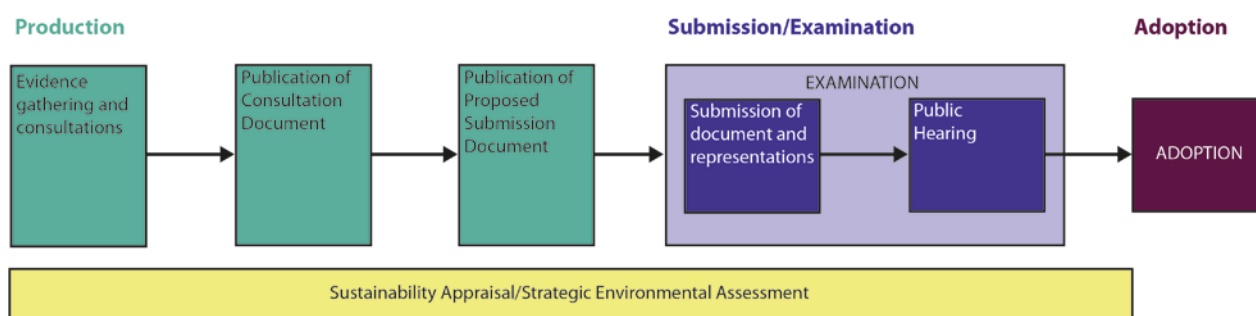 Production
Submission/Examination
Adoption
Evidence
gathering and
consultations
Publication of
Consultation
Document
Publication of
Proposed
Submission
Document
EXAMINATION
Submission of
document and
representations
Public
Hearing
ADOPTION
Sustainability Appraisal/Strategic Environmental Assessment